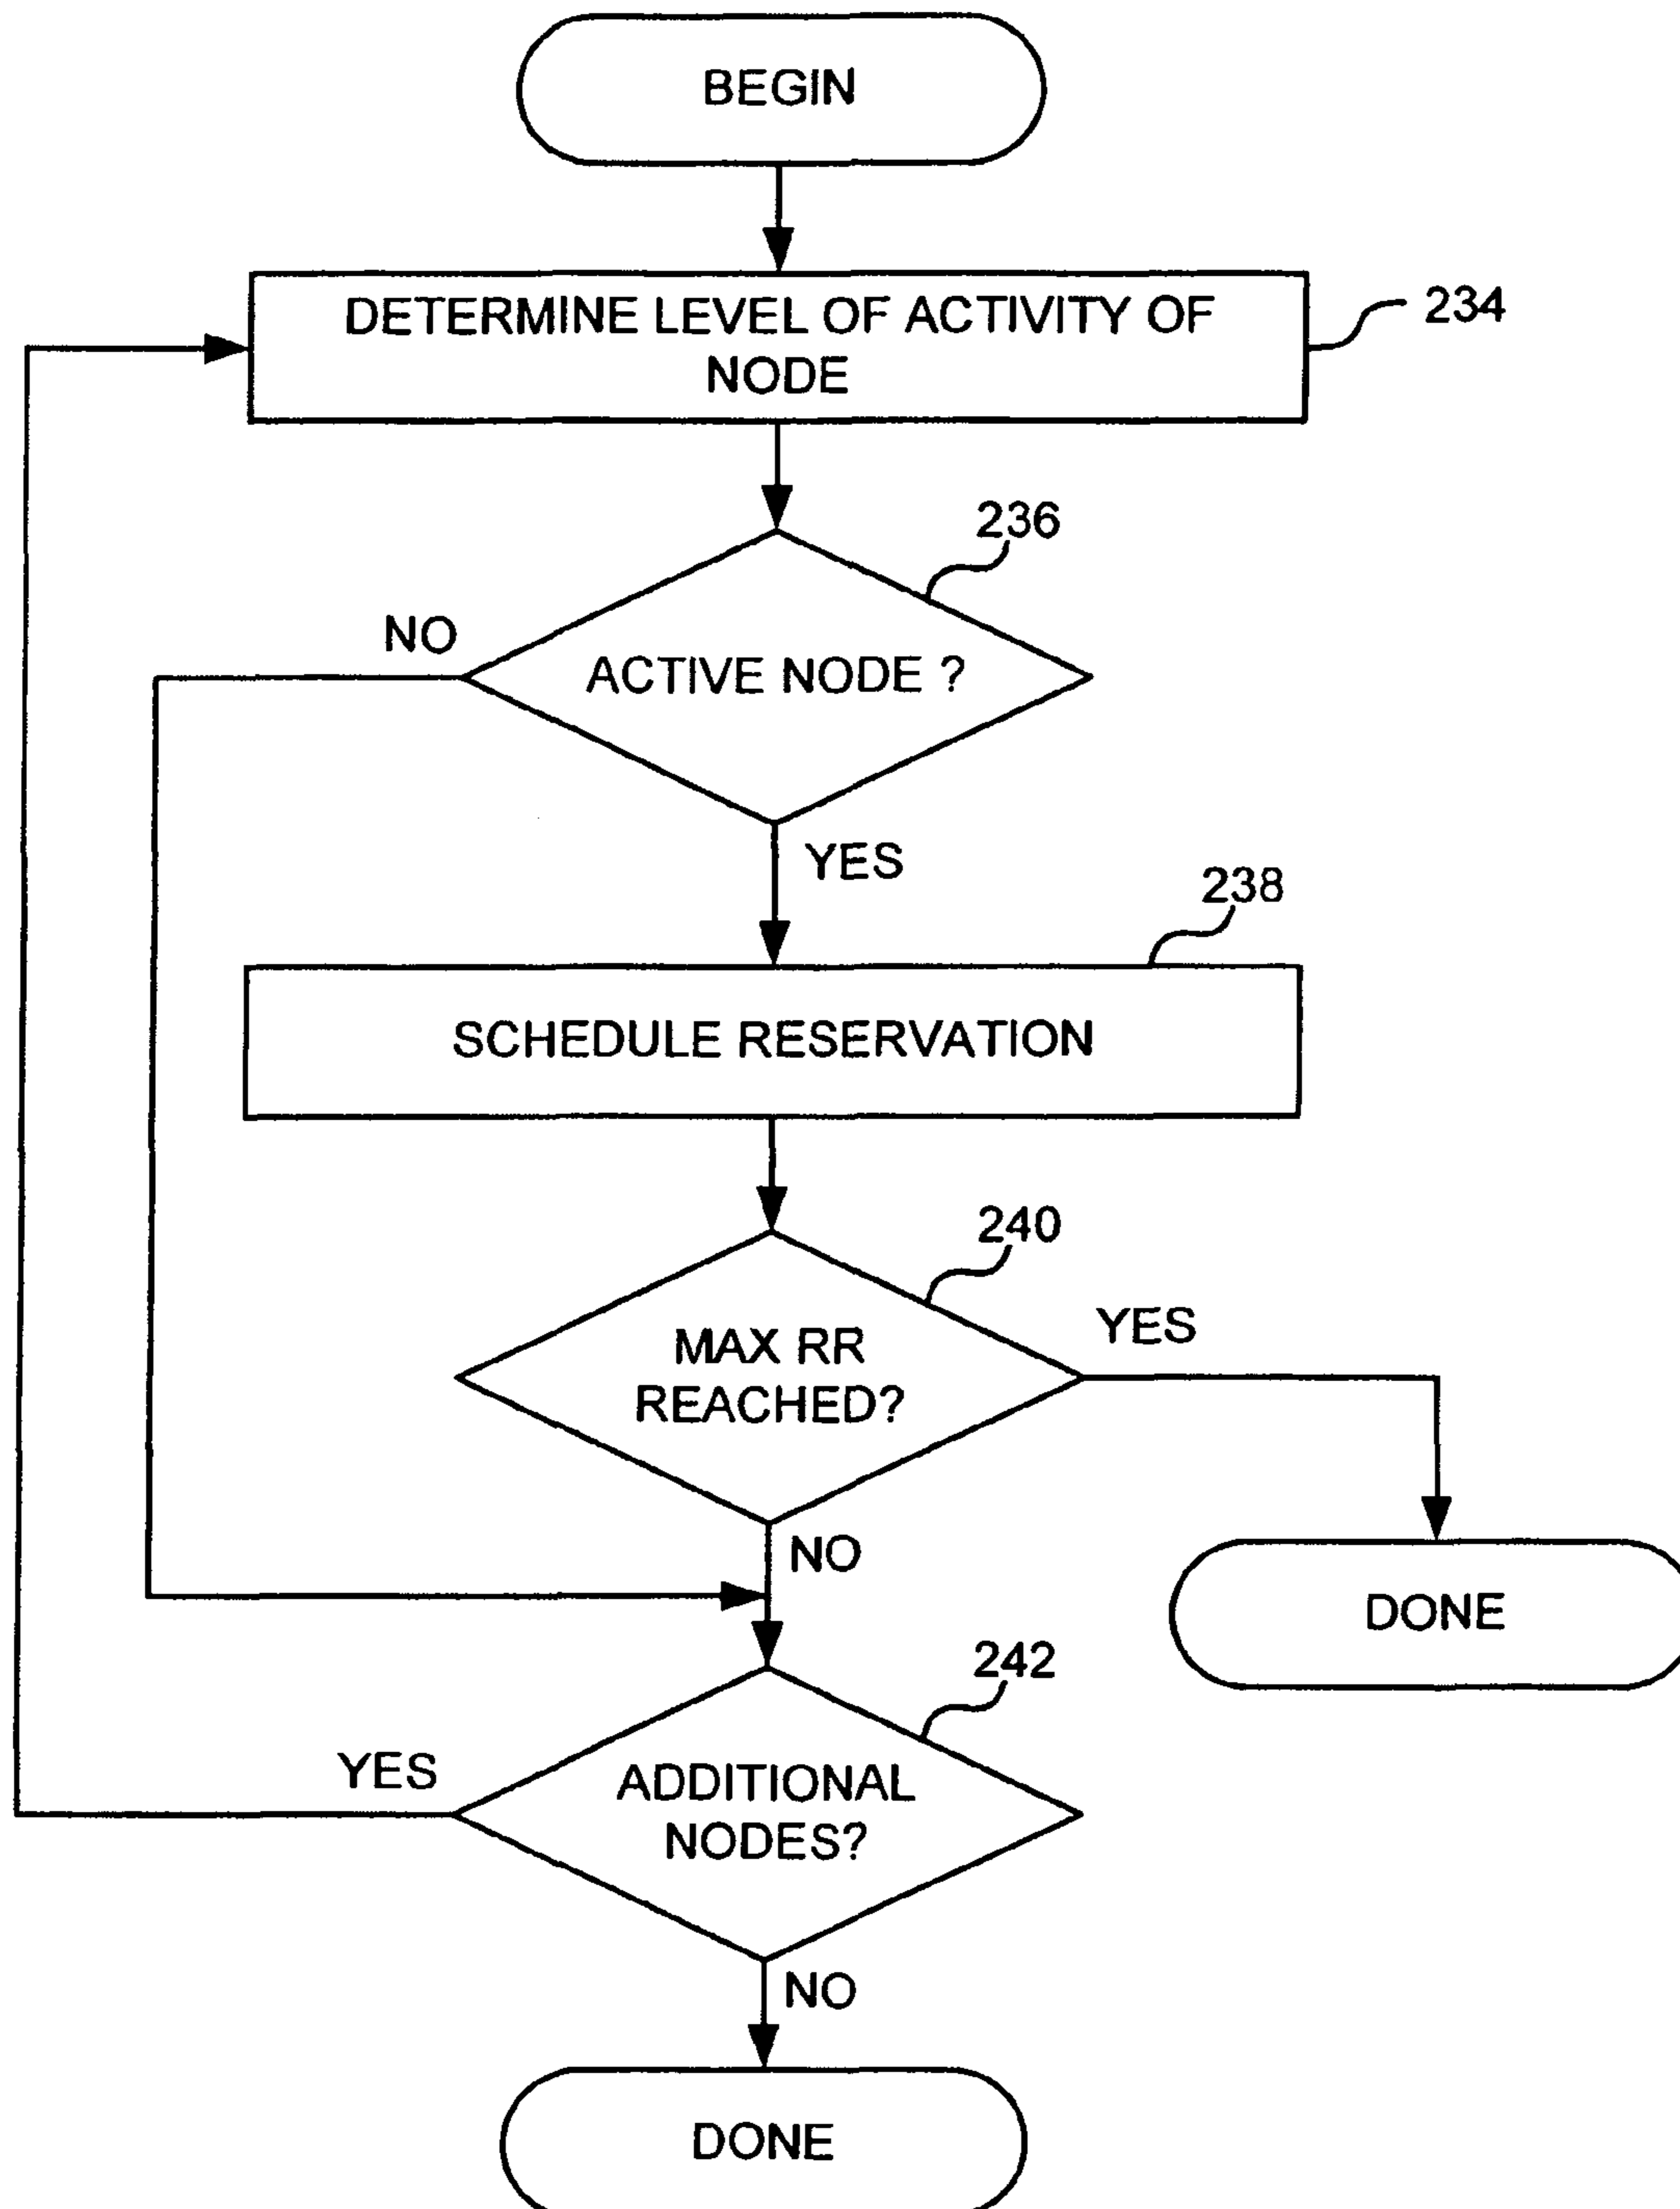 BEGIN
DETERMINE LEVEL OF ACTIVITY OF
NODE
234
236
NO
ACTIVE NODE ?
YES
238
SCHEDULE RESERVATION
240
YES
MAX RR
REACHED?
NO
DONE
242
YES
ADDITIONAL
NODES?
NO
DONE